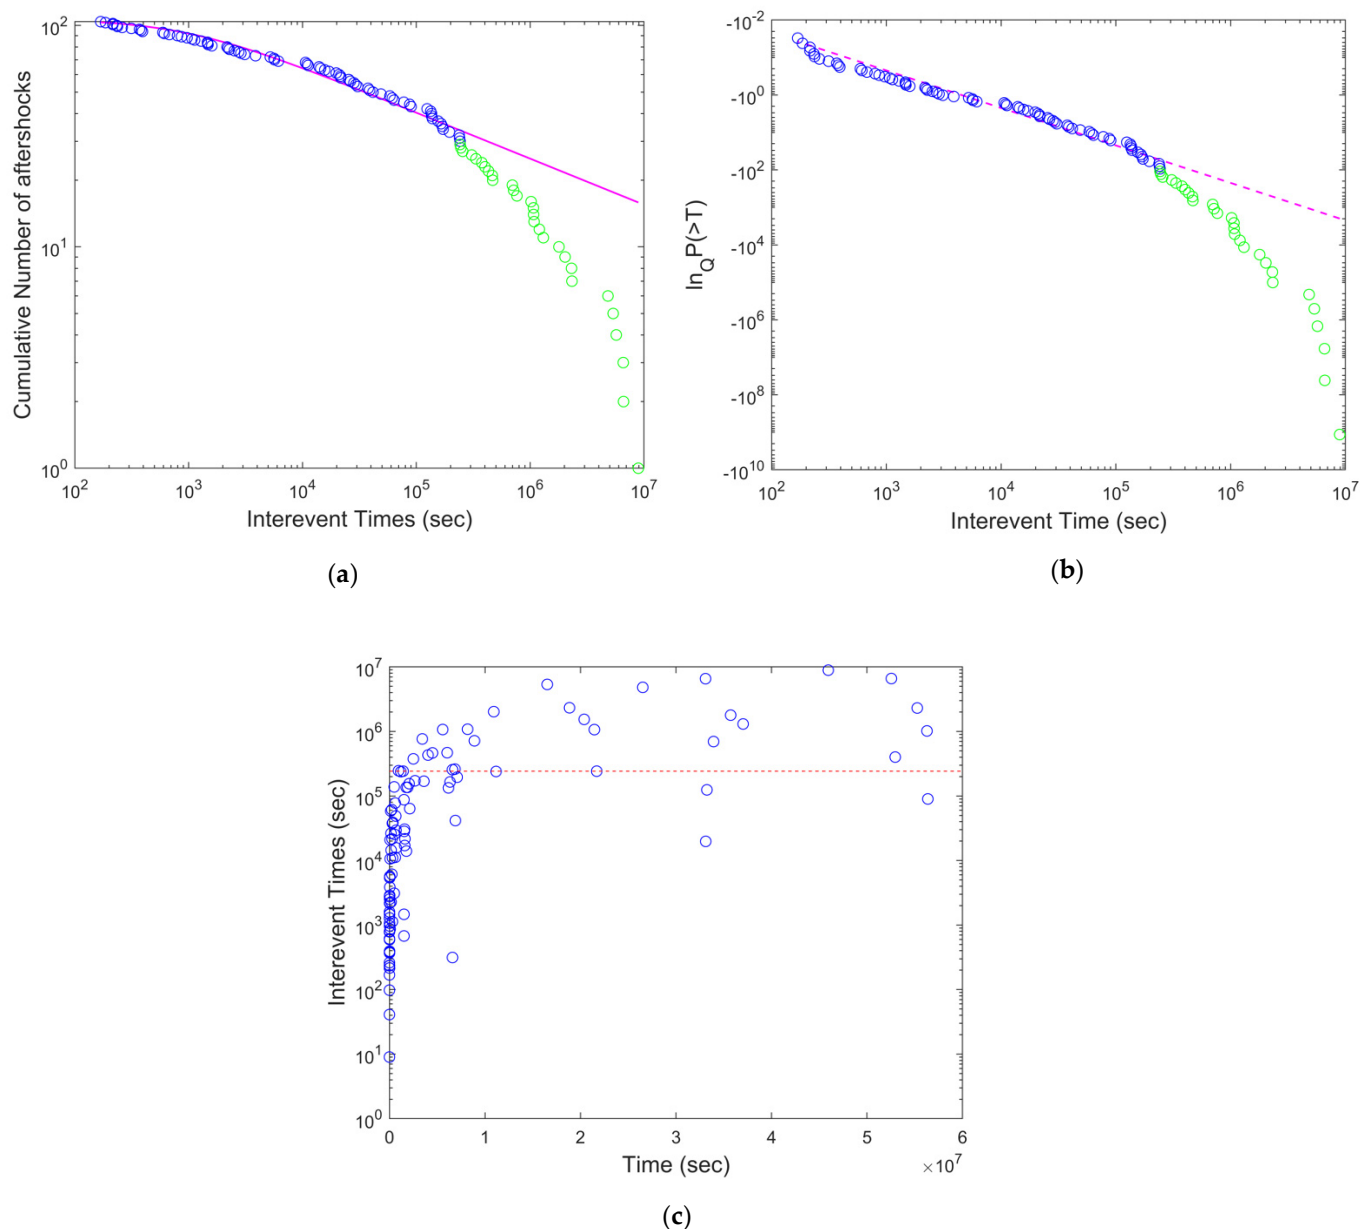 10^2
10^1
10^0
Cumulative Number of aftershocks
10^2 10^3 10^4 10^5 10^6 10^7
Interevent Times (sec)
(a)
-10^-2
-10^0
-10^2
-10^4
-10^6
-10^8
-10^10
ln_Q P(>T)
10^2 10^3 10^4 10^5 10^6 10^7
Interevent Time (sec)
(b)
10^7
10^6
10^5
10^4
10^3
10^2
10^1
10^0
Interevent Times (sec)
0 1 2 3 4 5 6
Time (sec)
×10^7
(c)